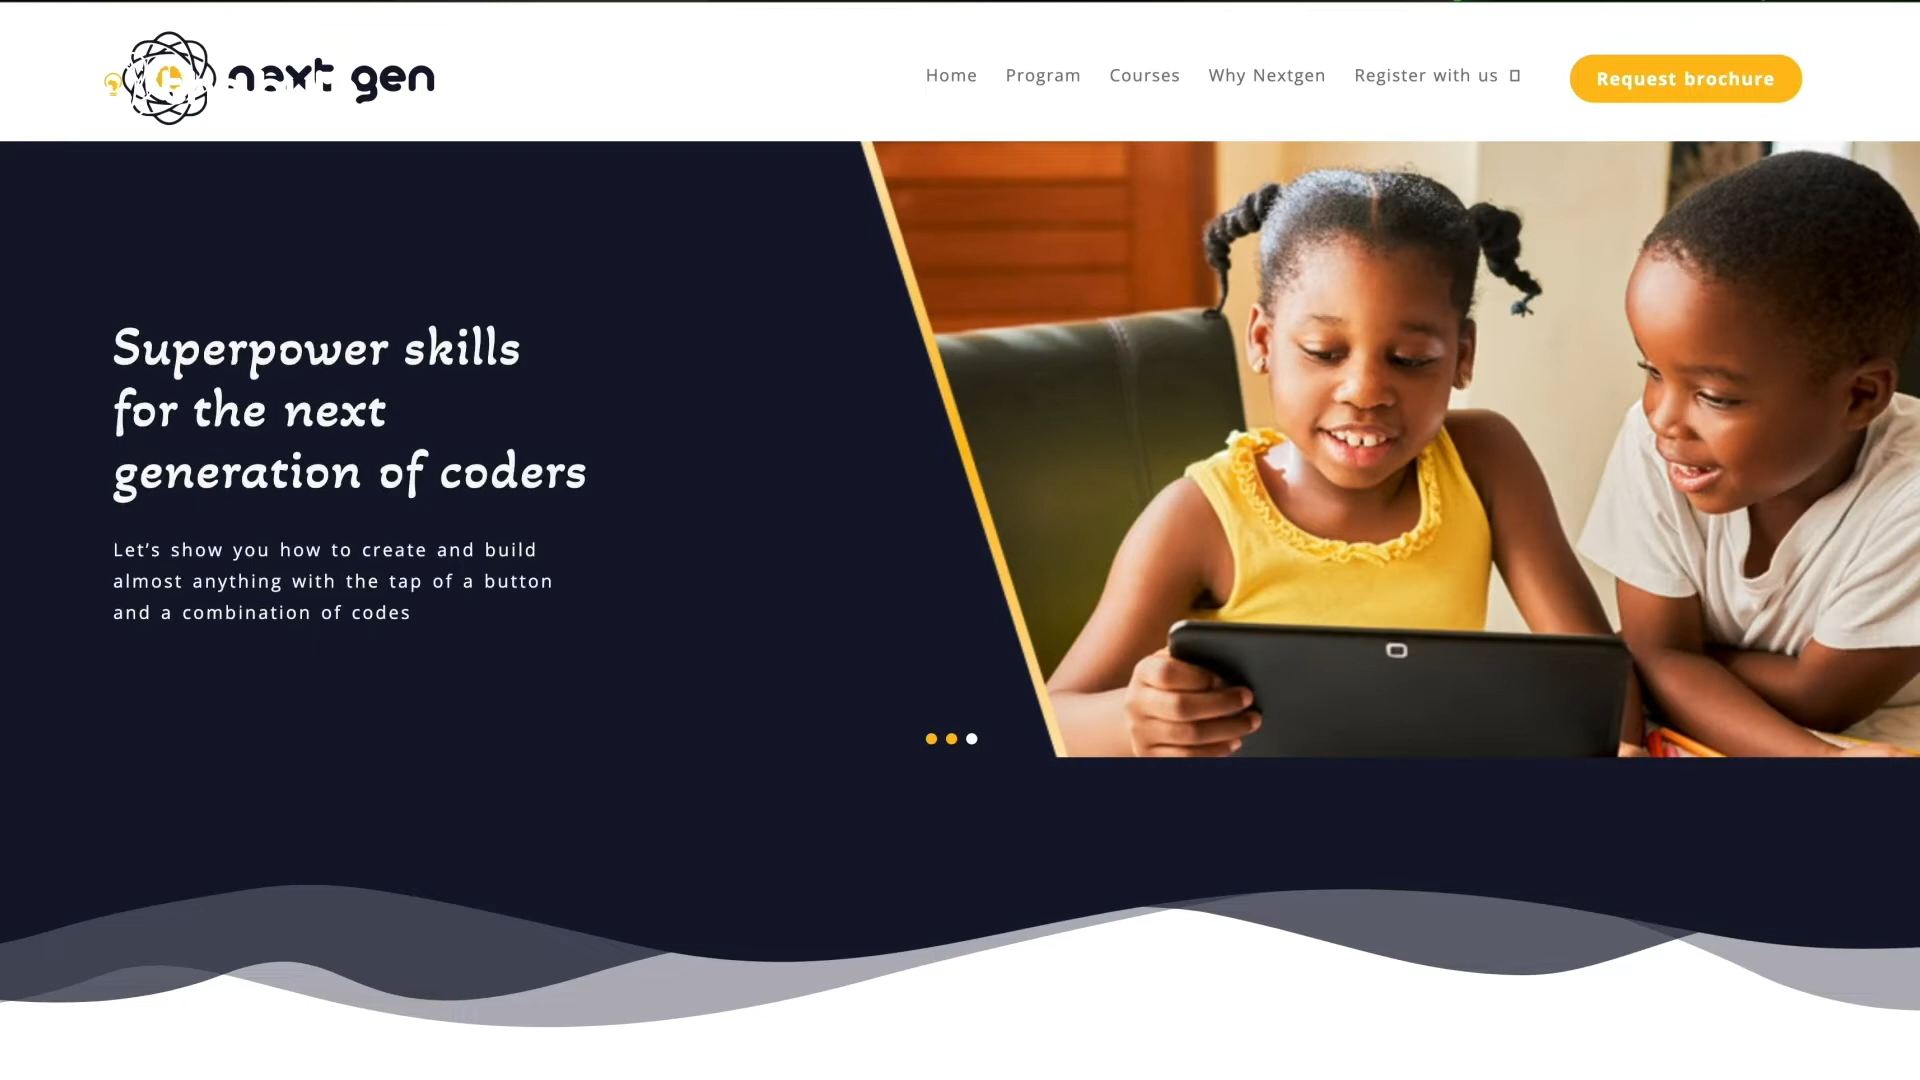 next gen
Home Program Courses Why Nextgen Register with us
Request brochure
Superpower skills
for the next
generation of coders
Let’s show you how to create and build
almost anything with the tap of a button
and a combination of codes